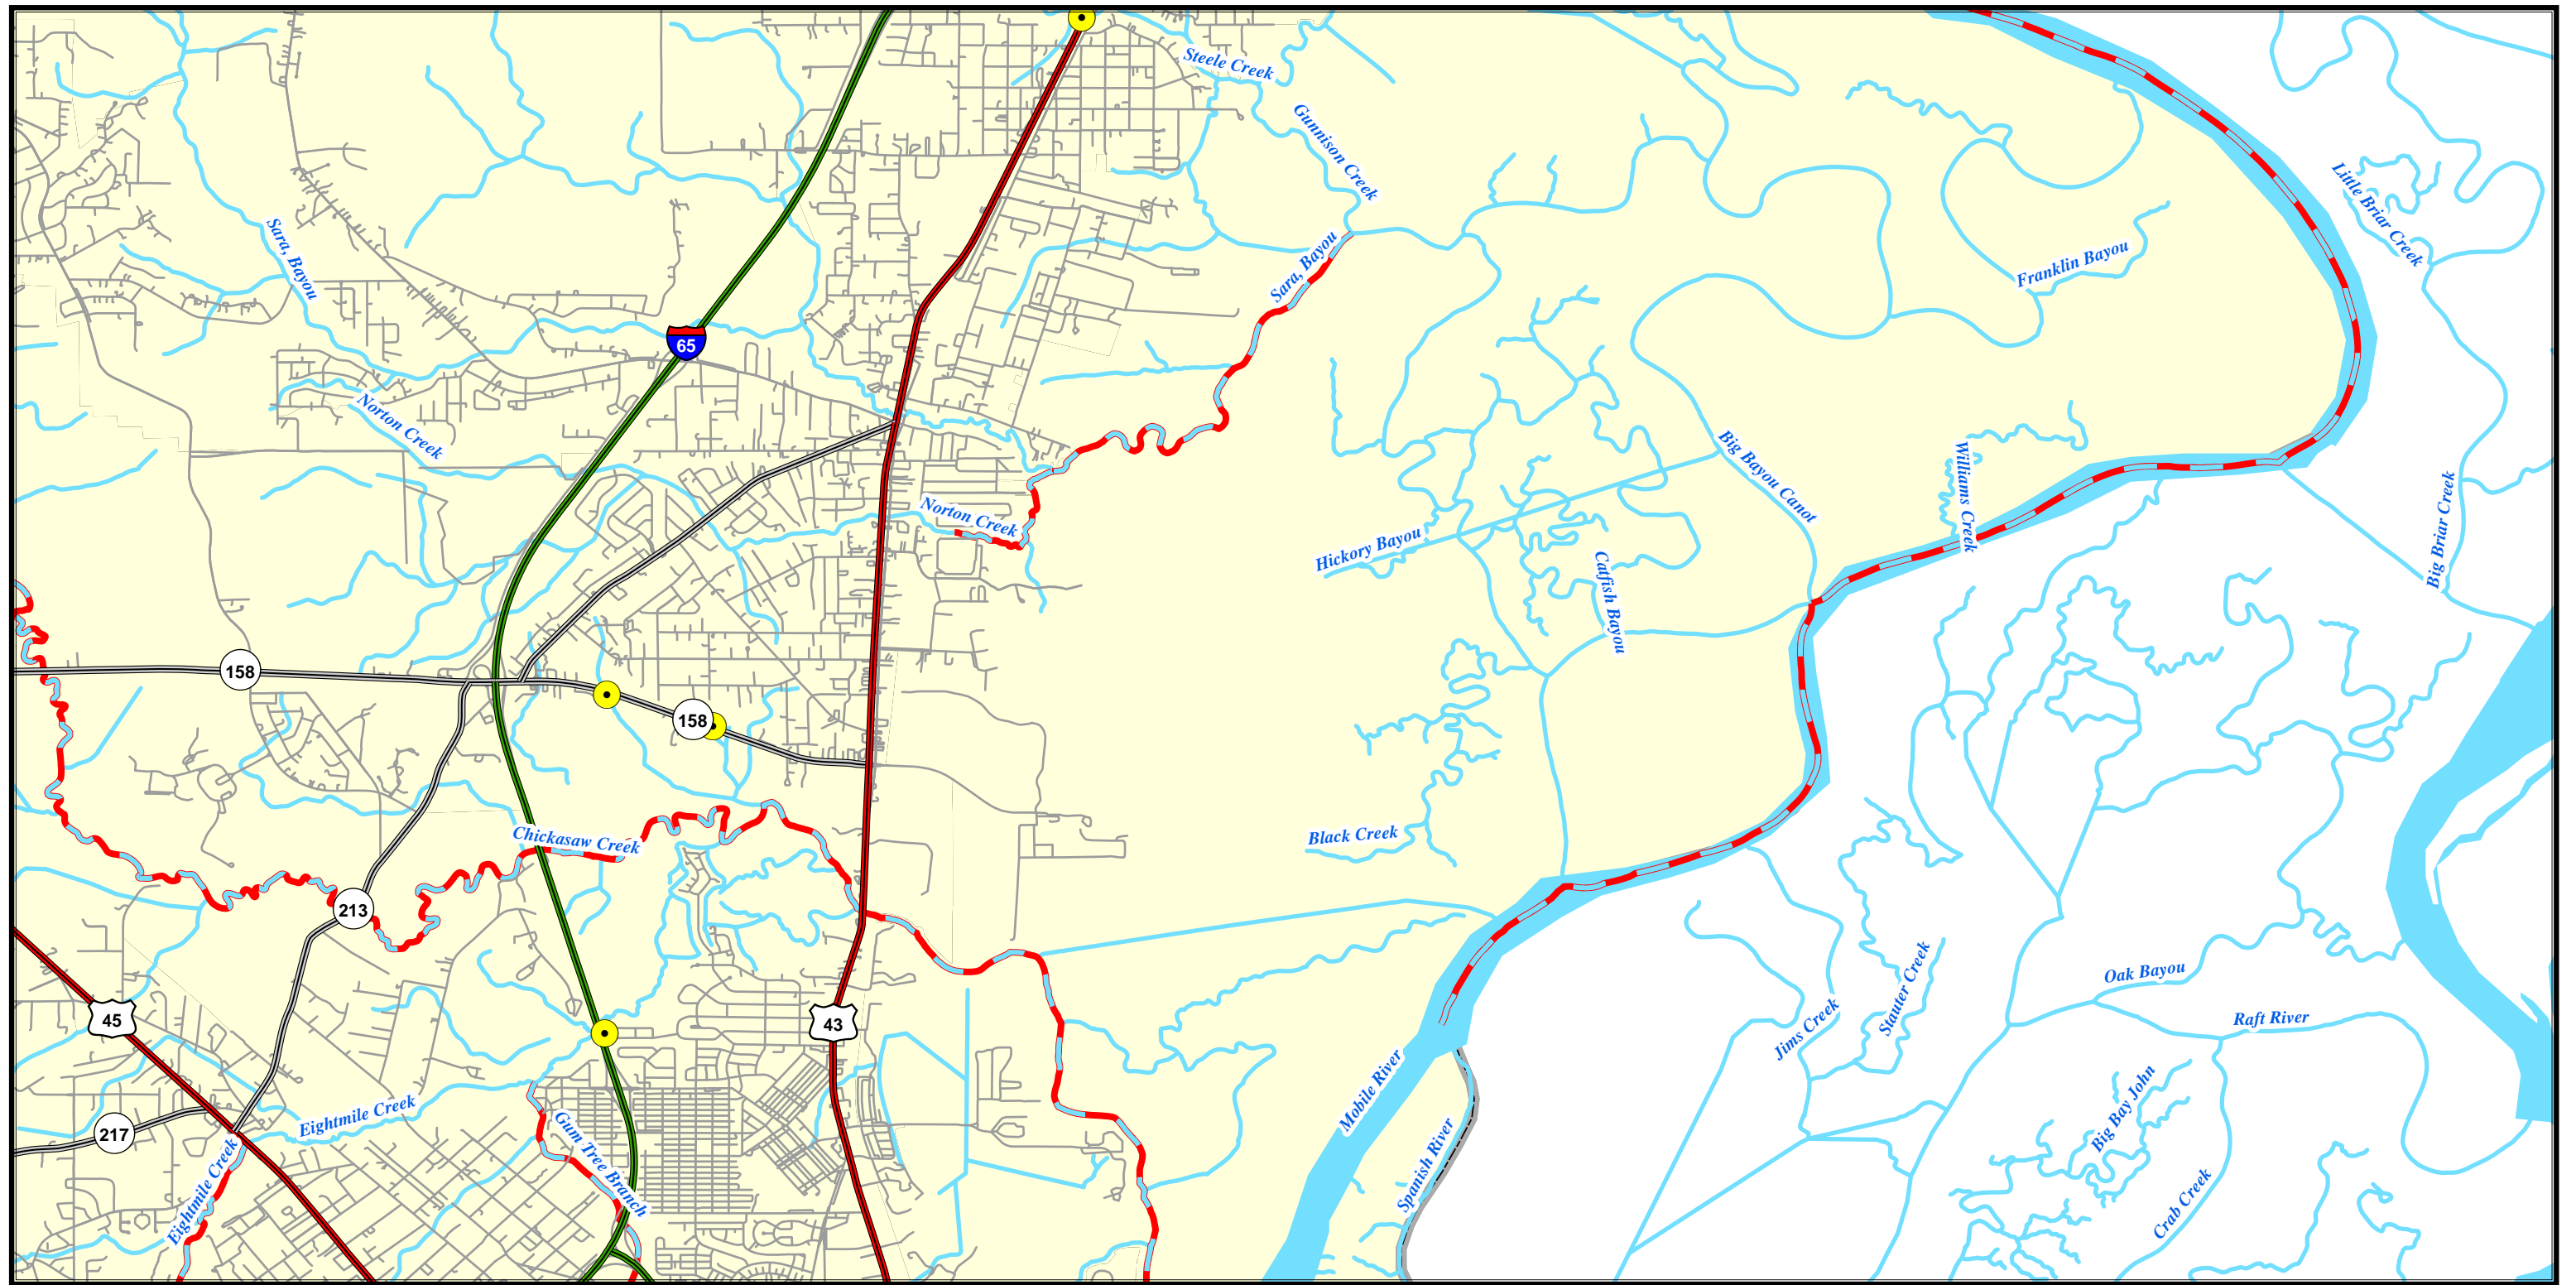 Steele Creek
Gunnison Creek
Sara, Bayou
Sara, Bayou
Little Briar Creek
Franklin Bayou
65
Norton Creek
Big Bayou Canot
Williams Creek
Norton Creek
Hickory Bayou
Catfish Bayou
Big Briar Creek
158
158
Chickasaw Creek
Black Creek
213
Stauter Creek
Oak Bayou
45
43
Jims Creek
Raft River
Mobile River
Big Bay John
217
Eightmile Creek
Gum Tree Branch
Spanish River
Eightmile Creek
Crab Creek